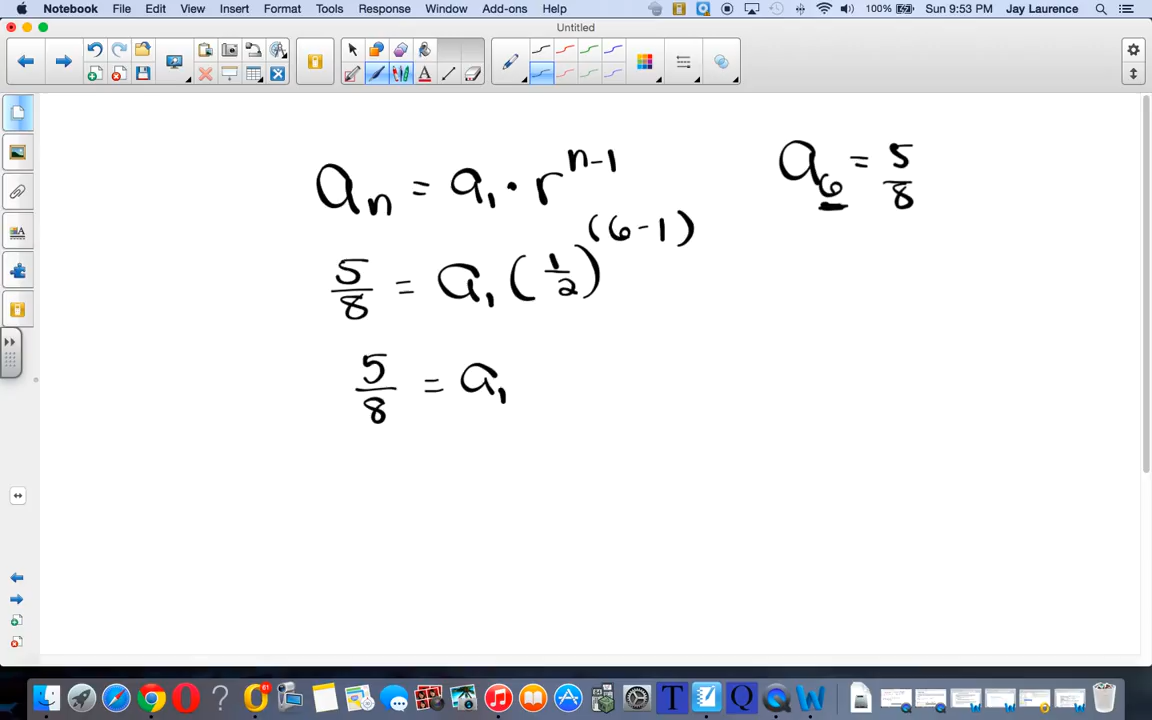 Notebook File Edit View Insert Format Tools Response Window Add-ons Help 100% Sun 9:53 PM Jay Laurence
Untitled
aₙ = a₁ · r^(n-1)
a₆ = 5/8
5/8 = a₁ (1/2)^(6-1)
5/8 = a₁